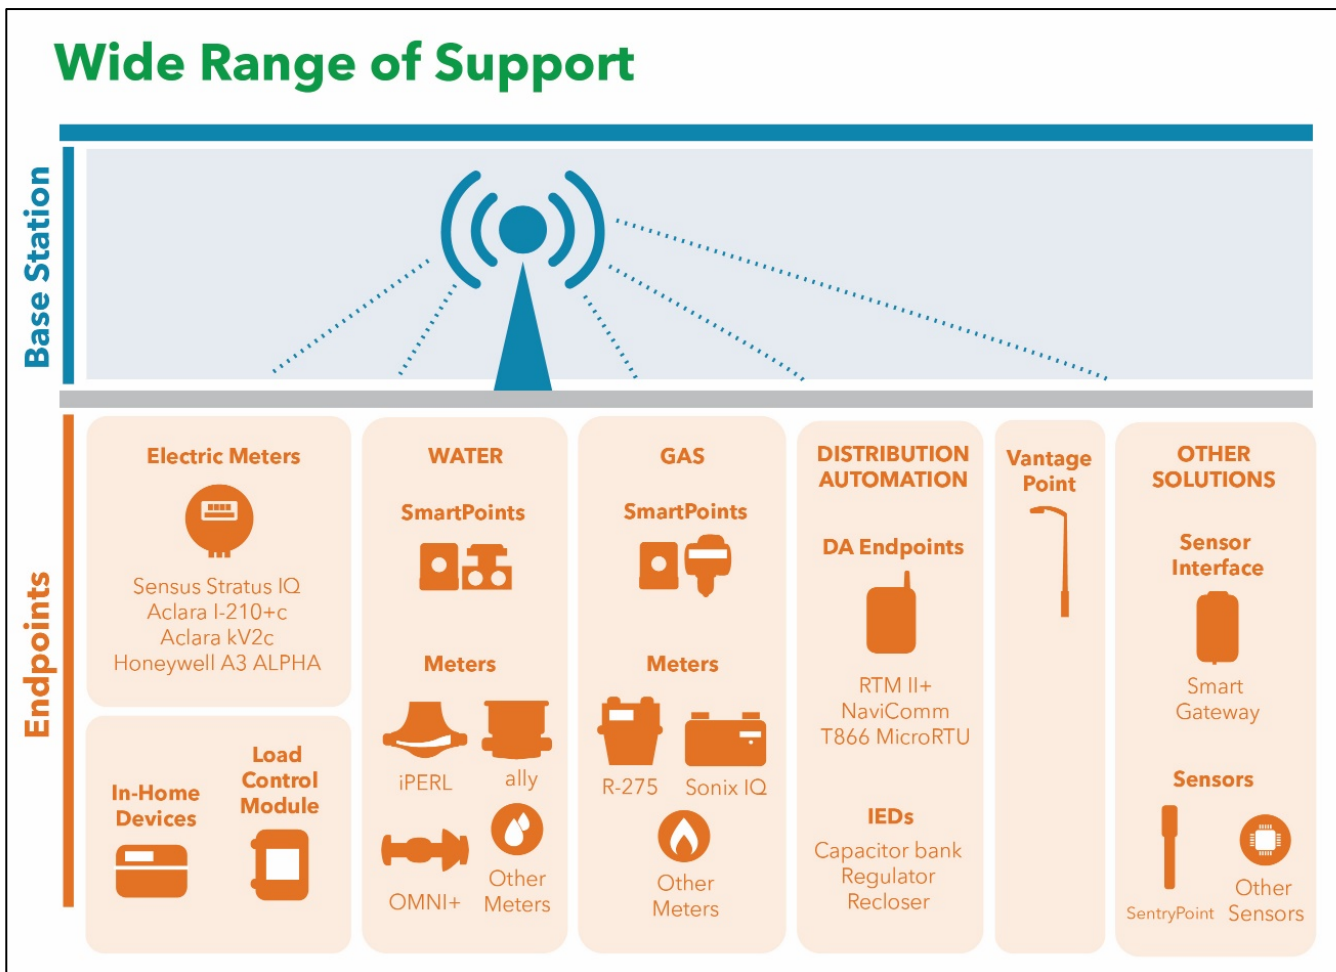 Wide Range of Support
Base Station
Endpoints
Electric Meters
Sensus Stratus IQ
Aclara I-210+c
Aclara kV2c
Honeywell A3 ALPHA
In-Home
Devices
Load
Control
Module
WATER
SmartPoints
Meters
iPERL
ally
OMNI+
Other
Meters
GAS
SmartPoints
Meters
R-275
Sonix IQ
Other
Meters
DISTRIBUTION
AUTOMATION
DA Endpoints
RTM II+
NaviComm
T866 MicroRTU
IEDs
Capacitor bank
Regulator
Recloser
Vantage
Point
OTHER
SOLUTIONS
Sensor
Interface
Smart
Gateway
Sensors
SentryPoint
Other
Sensors